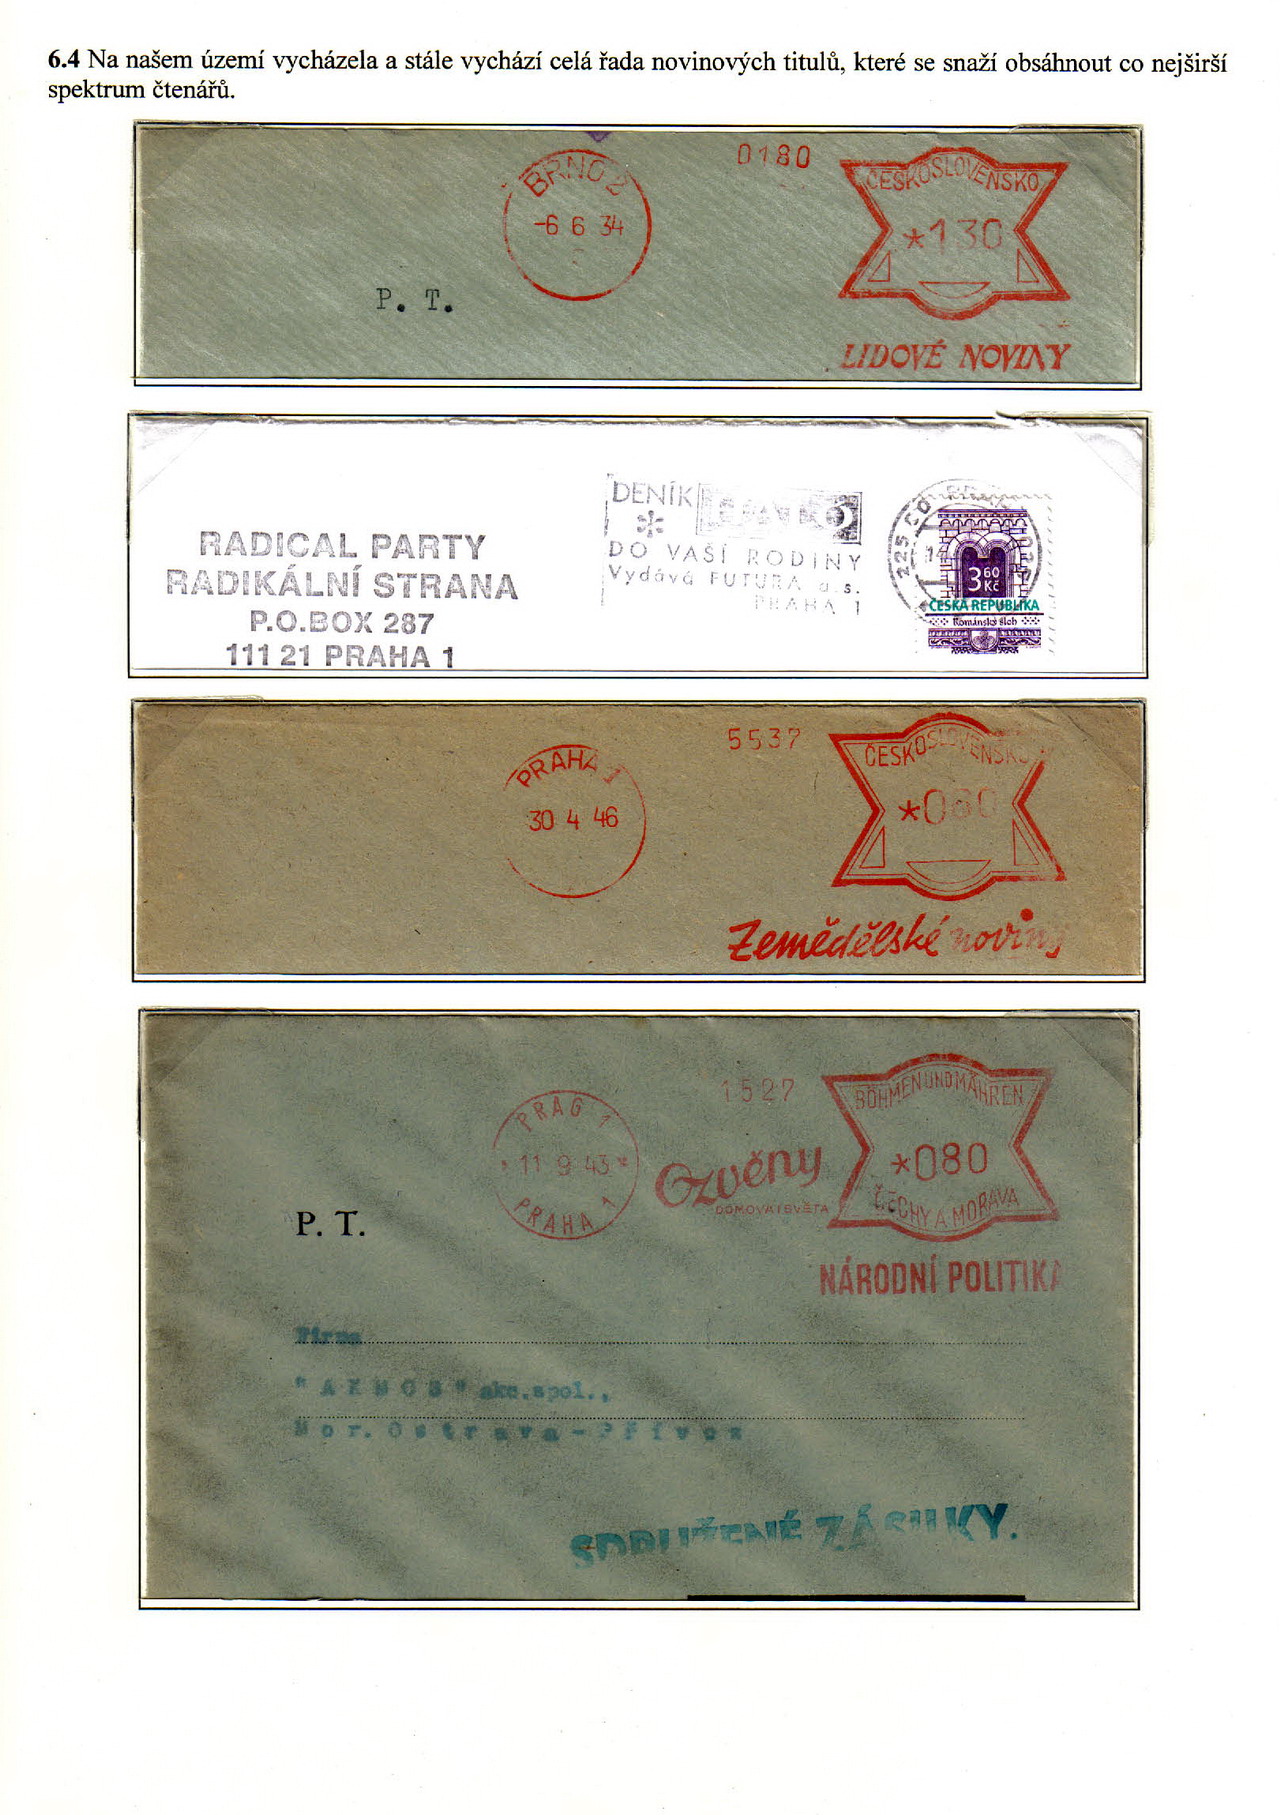 6.4 Na našem území vycházela a stále vychází celá řada novinových titulů, které se snaží obsáhnout co nejširší
spektrum čtenářů.
BRNO 2
-6 6 34
0180
ČESKOSLOVENSKO
*130
P. T.
LIDOVÉ NOVINY
RADICAL PARTY
RADIKÁLNÍ STRANA
P.O.BOX 287
111 21 PRAHA 1
DENÍK
DO VAŠÍ RODINY
Vydává FUTURA a.s.
PRAHA 1
225
3 60
Kč
ČESKÁ REPUBLIKA
Románský sloh
PRAHA 1
30 4 46
5537
ČESKOSLOVENSKO
*080
Zemědělské noviny
PRAG 1
11 9 43
PRAHA 1
1527
Ozvěny
DOMOVA I SVĚTA
BÖHMEN UND MÄHREN
*080
ČECHY A MORAVA
NÁRODNÍ POLITIKA
P. T.
Firma
akc.spol.,
Mor. Ostrava-Přívoz
SDRUŽENÉ ZÁSILKY.